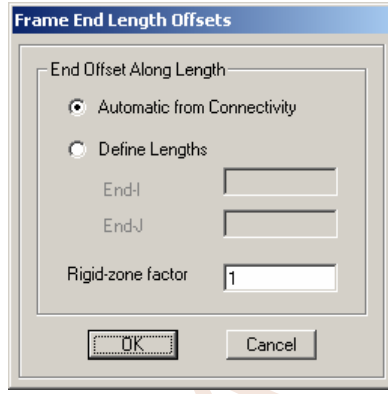 Frame End Length Offsets
End Offset Along Length
Automatic from Connectivity
Define Lengths
End-I
End-J
Rigid-zone factor 1
OK Cancel